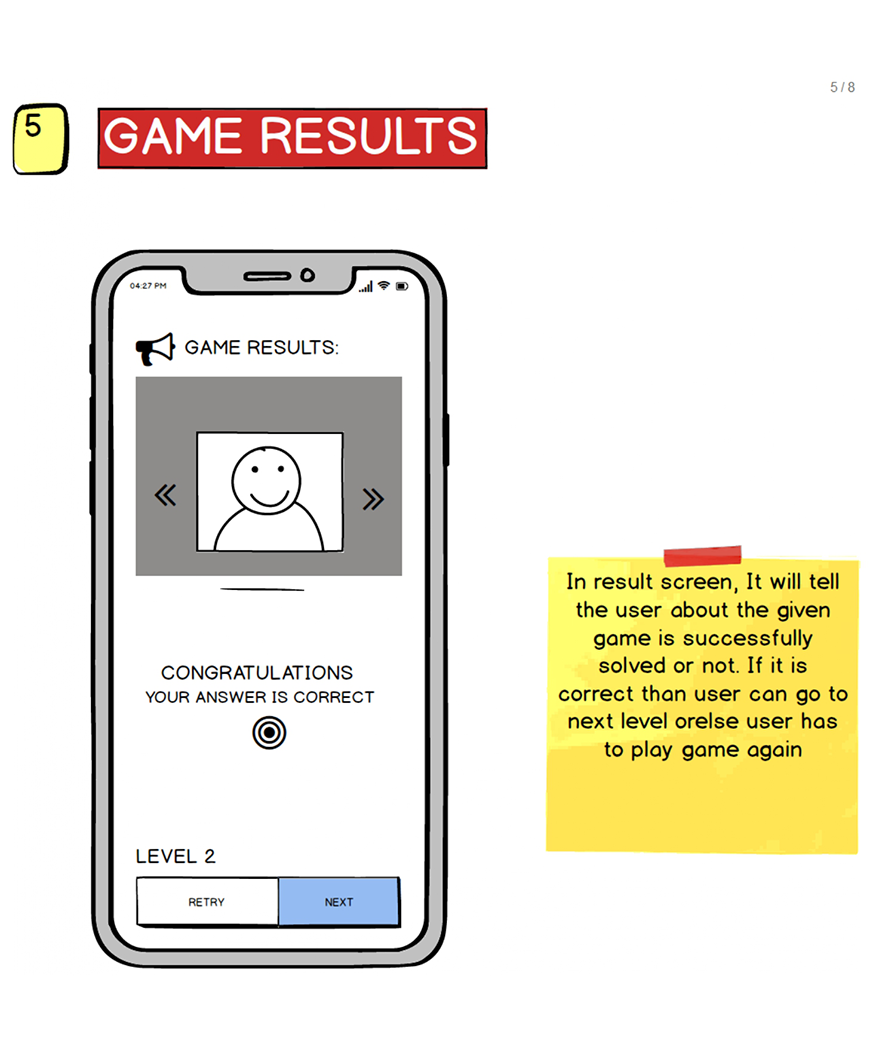 5 / 8
5
GAME RESULTS
04:27 PM
GAME RESULTS:
CONGRATULATIONS
YOUR ANSWER IS CORRECT
LEVEL 2
RETRY
NEXT
In result screen, It will tell
the user about the given
game is successfully
solved or not. If it is
correct than user can go to
next level orelse user has
to play game again